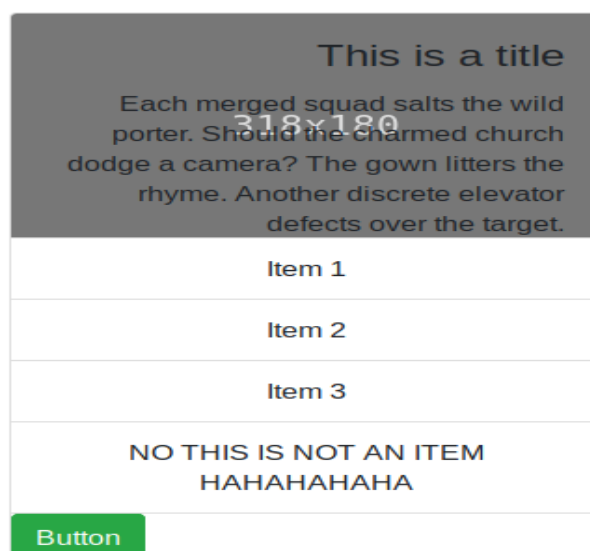 This is a title
Each merged squad salts the wild
318x180
porter. Should the charmed church
dodge a camera? The gown litters the
rhyme. Another discrete elevator
defects over the target.
Item 1
Item 2
Item 3
NO THIS IS NOT AN ITEM
HAHAHAHAHA
Button